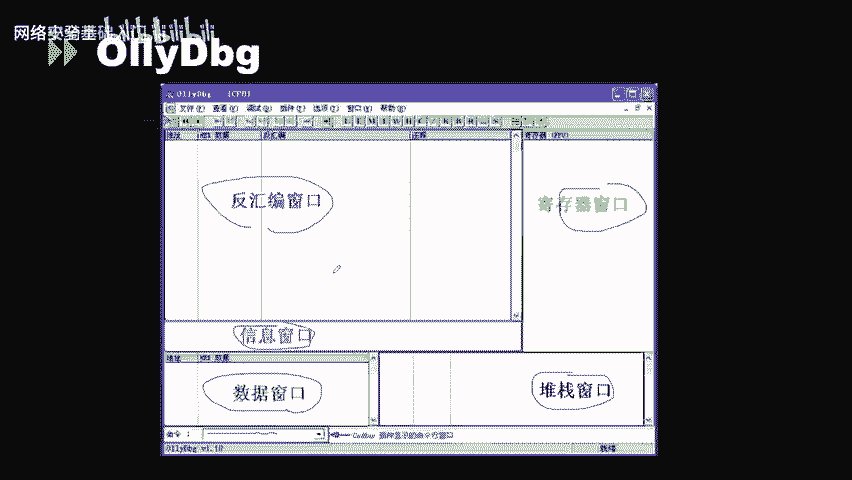 网络安全基础入门
OllyDbg
OllyDbg - [CPU]
文件(F) 查看(V) 调试(D) 插件(P) 选项(T) 窗口(W) 帮助(H)
地址 HEX 数据 反汇编 注释 寄存器 (FPU)
反汇编窗口 寄存器窗口
信息窗口
地址 HEX 数据
数据窗口 堆栈窗口
命令：
OllyDbg v1.10 就绪